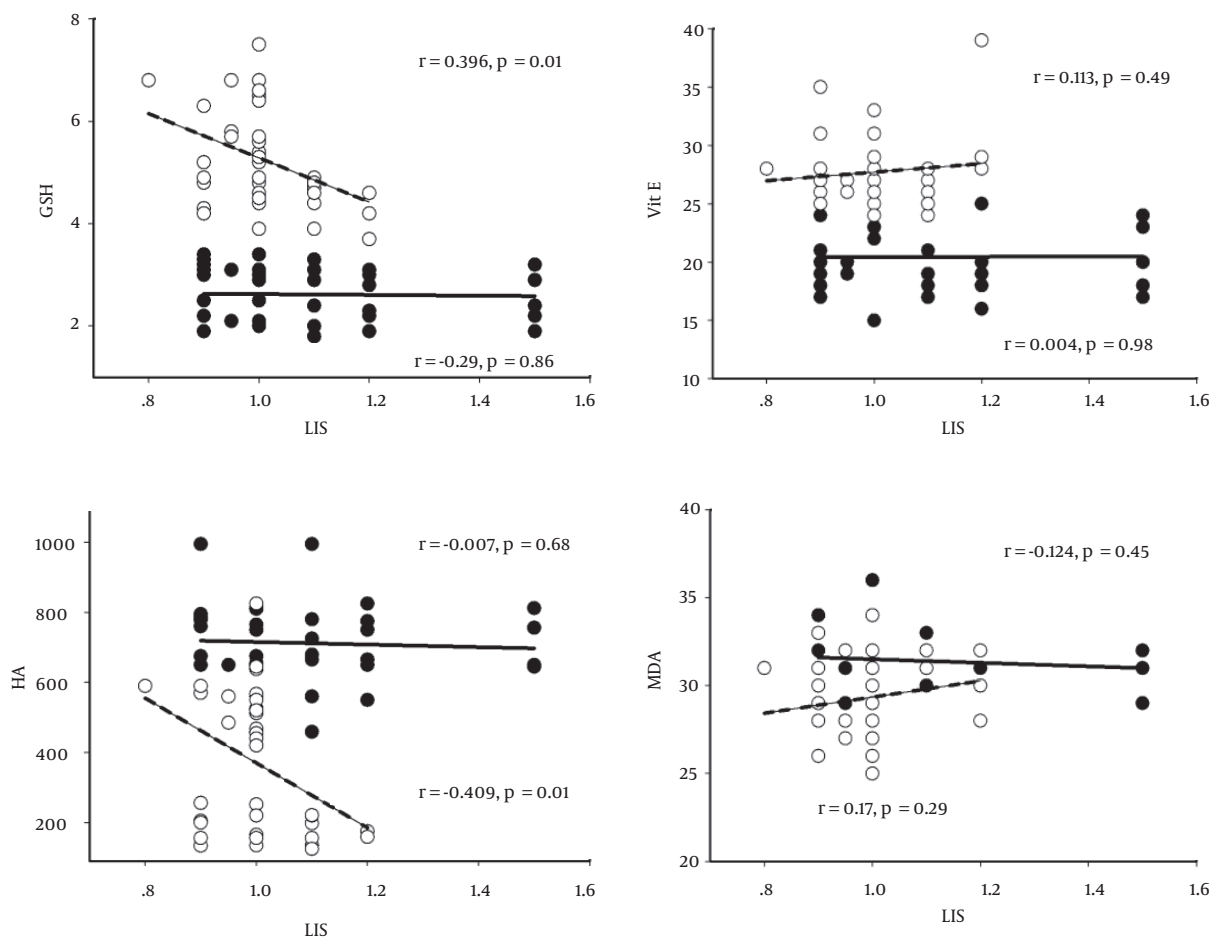 8
r = 0.396, p = 0.01
6
GSH
4
2
r = -0.29, p = 0.86
.8 1.0 1.2 1.4 1.6
LIS
40
r = 0.113, p = 0.49
35
30
Vit E
25
20
15
r = 0.004, p = 0.98
10
.8 1.0 1.2 1.4 1.6
LIS
1000
r = -0.007, p = 0.68
800
HA
600
400
r = -0.409, p = 0.01
200
.8 1.0 1.2 1.4 1.6
LIS
40
r = -0.124, p = 0.45
35
MDA
30
25
r = 0.17, p = 0.29
20
.8 1.0 1.2 1.4 1.6
LIS